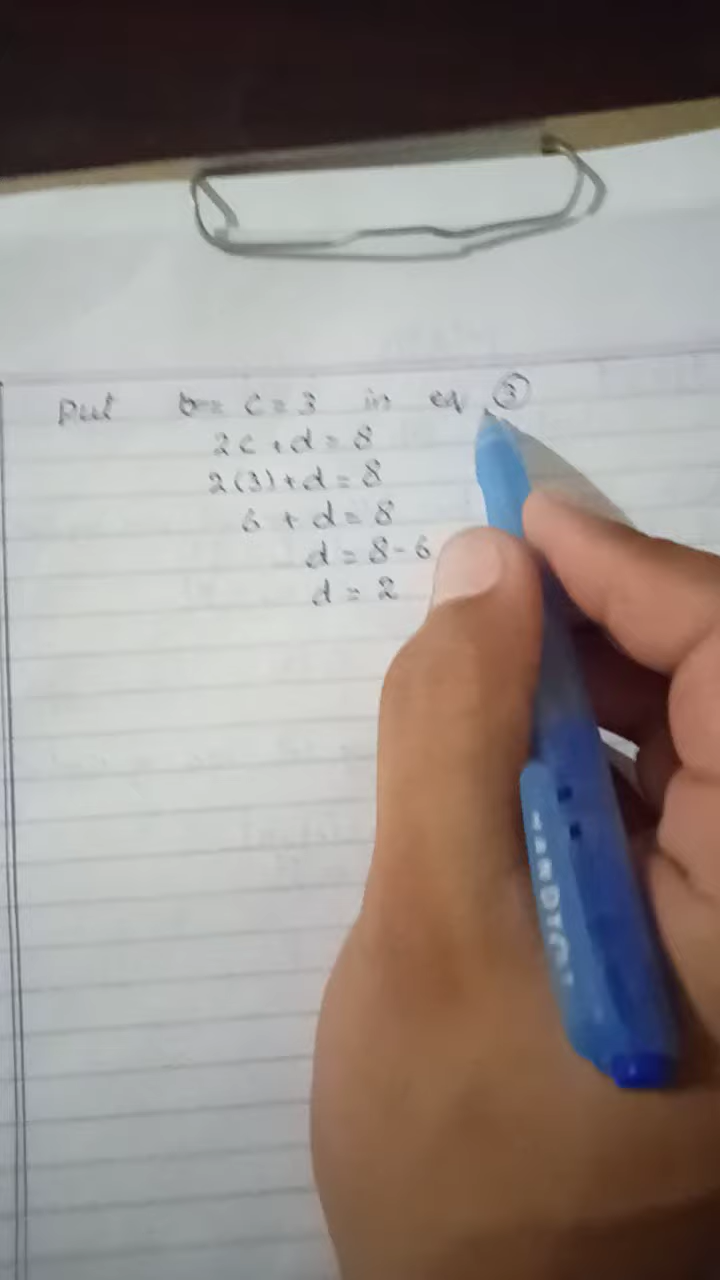 Put c = 3 in eq ③
2c + d = 8
2(3) + d = 8
6 + d = 8
d = 8 - 6
d = 2